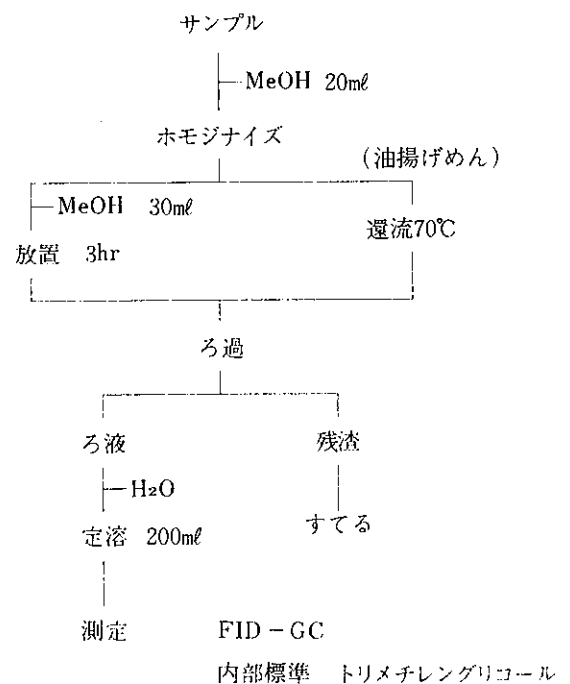 サンプル
MeOH 20mℓ
ホモジナイズ
(油揚げめん)
MeOH 30mℓ
還流70℃
放置 3hr
ろ過
ろ液 残渣
H₂O
すてる
定溶 200mℓ
測定 FID-GC
内部標準 トリメチレングリコール